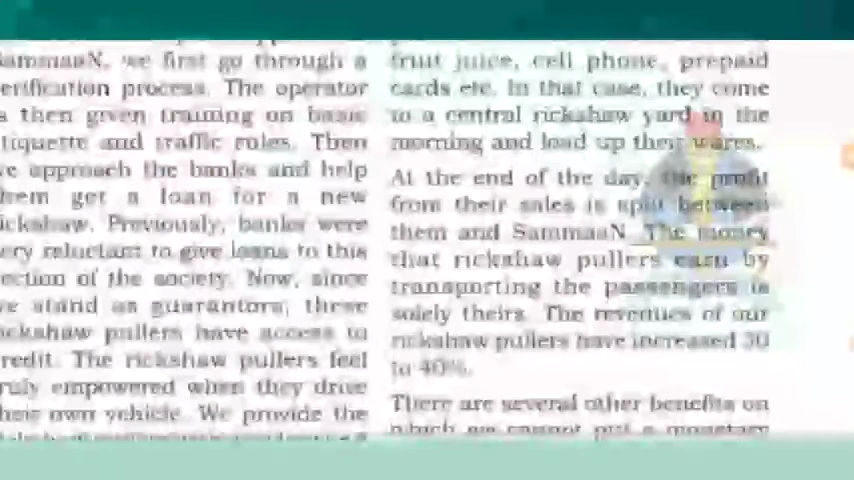 SammaaN, we first go through a
erification process. The operator
s then given training on basic
tiquette and traffic rules. Then
ve approach the banks and help
hem get a loan for a new
ickshaw. Previously, banks were
ery reluctant to give loans to this
ection of the society. Now, since
ve stand as guarantors, these
ickshaw pullers have access to
redit. The rickshaw pullers feel
ruly empowered when they drive
heir own vehicle. We provide the
fruit juice, cell phone, prepaid
cards etc. In that case, they come
to a central rickshaw yard in the
morning and load up their wares.
At the end of the day, the profit
from their sales is split between
them and SammaaN. The money
that rickshaw pullers earn by
transporting the passengers is
solely theirs. The revenues of our
rickshaw pullers have increased 30
to 40%.
There are several other benefits on
which we cannot put a monetary